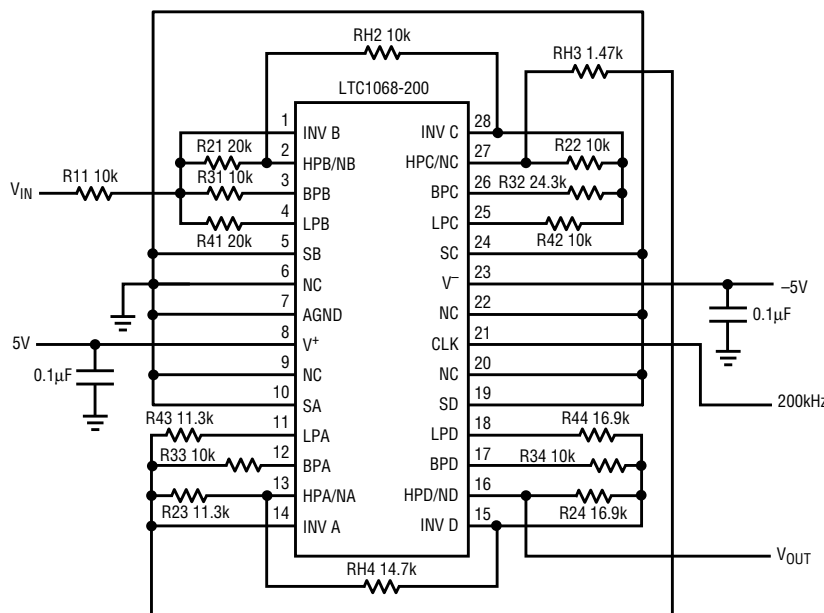 RH2 10k
RH3 1.47k
LTC1068-200
1
INV B
INV C
28
R21 20k
2
HPB/NB
HPC/NC
27
R22 10k
R11 10k
VIN
R31 10k
3
BPB
BPC
26
R32 24.3k
4
LPB
LPC
25
R41 20k
R42 10k
5
SB
SC
24
6
NC
V–
23
–5V
7
AGND
NC
22
0.1µF
5V
8
V+
CLK
21
0.1µF
9
NC
NC
20
10
SA
SD
19
200kHz
R43 11.3k
11
LPA
LPD
18
R44 16.9k
R33 10k
12
BPA
BPD
17
R34 10k
13
HPA/NA
HPD/ND
16
R23 11.3k
R24 16.9k
14
INV A
INV D
15
VOUT
RH4 14.7k